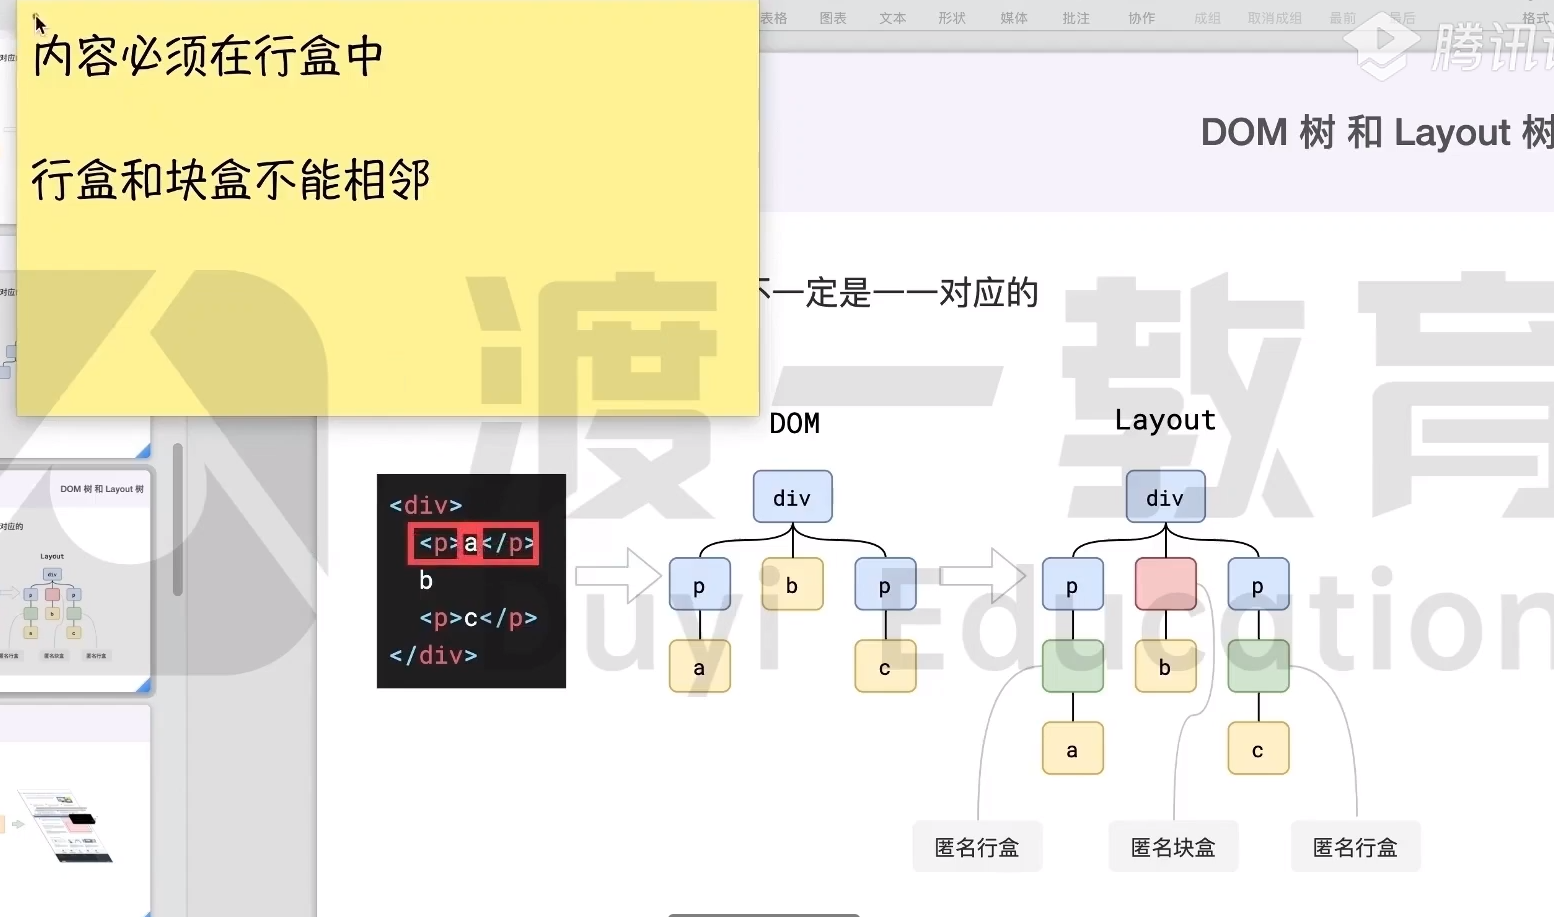 内容必须在行盒中
行盒和块盒不能相邻
表格 图表 文本 形状 媒体 批注 协作 成组 取消成组 最前 最后 格式
腾讯
DOM 树 和 Layout 树
不一定是一一对应的
渡一教育
Duyi Education
DOM
Layout
<div>
<p>a</p>
b
<p>c</p>
</div>
div
p b p
a c
div
p p
b
a c
匿名行盒 匿名块盒 匿名行盒
对应
对应
DOM 树 和 Layout 树
对应的
Layout
div
p p
b
a c
匿名行盒 匿名块盒 匿名行盒